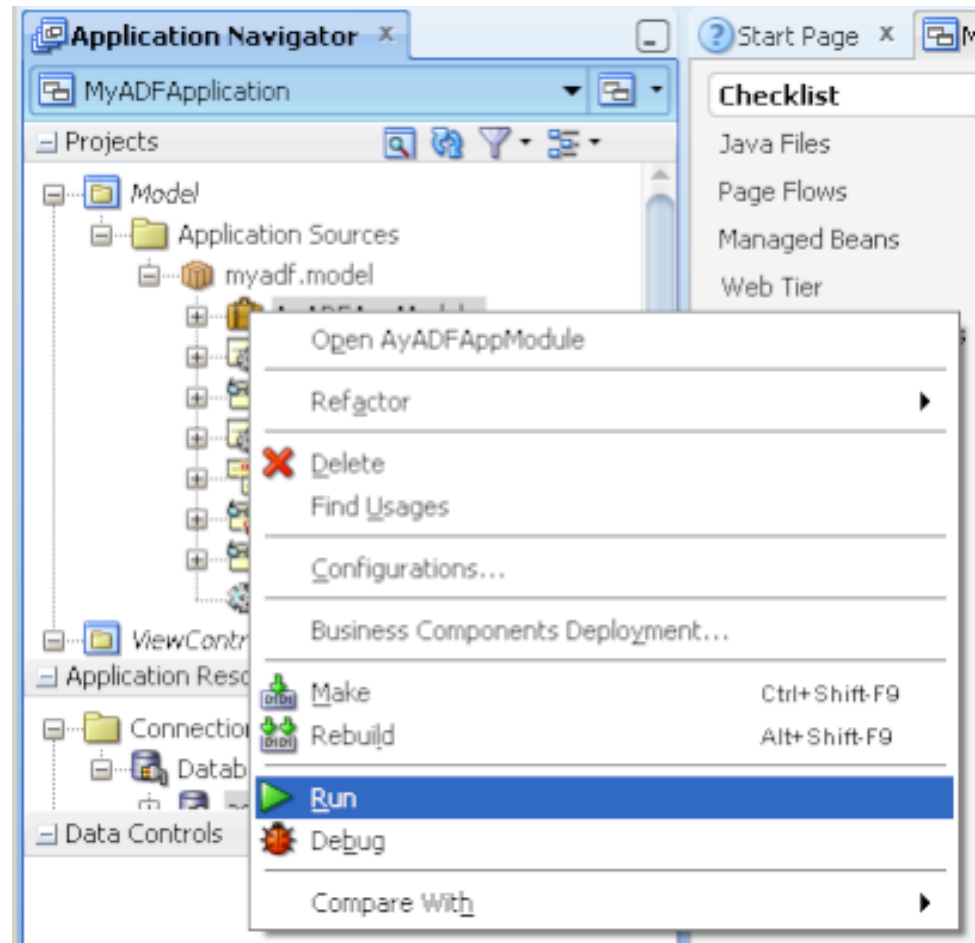 Application Navigator
Start Page
MyADFApplication
Checklist
Projects
Java Files
Model
Page Flows
Application Sources
Managed Beans
myadf.model
Web Tier
Open AyADFAppModule
Refactor
Delete
Find Usages
Configurations...
Business Components Deployment...
ViewContr
Application Reso
Make Ctrl+Shift-F9
Connection
Rebuild Alt+Shift-F9
Datab
Run
Data Controls
Debug
Compare With